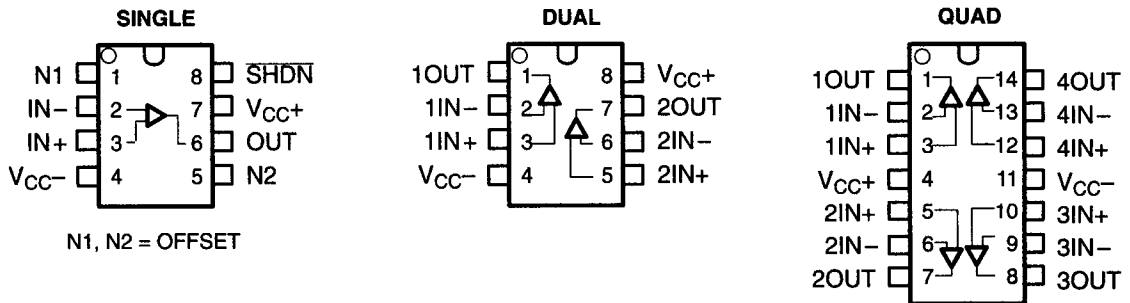 SINGLE
N1 1 8 SHDN
IN− 2 7 VCC+
IN+ 3 6 OUT
VCC− 4 5 N2
N1, N2 = OFFSET
DUAL
1OUT 1 8 VCC+
1IN− 2 7 2OUT
1IN+ 3 6 2IN−
VCC− 4 5 2IN+
QUAD
1OUT 1 14 4OUT
1IN− 2 13 4IN−
1IN+ 3 12 4IN+
VCC+ 4 11 VCC−
2IN+ 5 10 3IN+
2IN− 6 9 3IN−
2OUT 7 8 3OUT